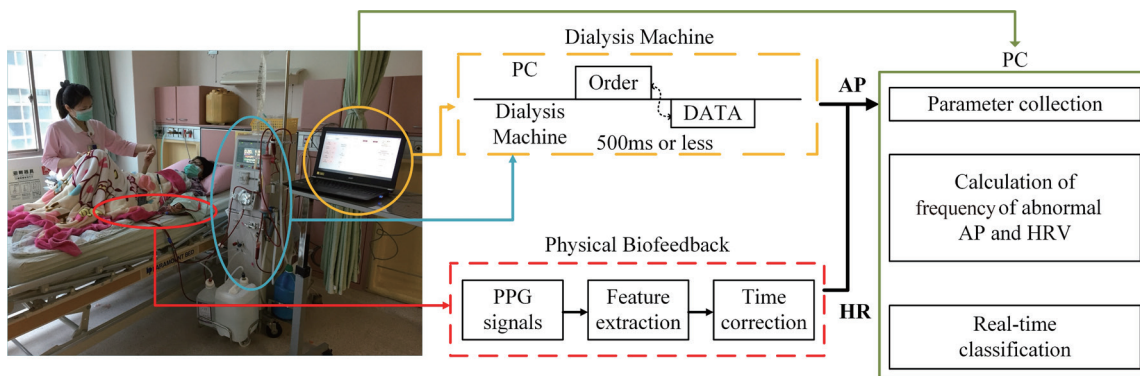 Dialysis Machine
PC
Order
Dialysis
Machine
DATA
500ms or less
Physical Biofeedback
PPG
signals
Feature
extraction
Time
correction
AP
HR
PC
Parameter collection
Calculation of
frequency of abnormal
AP and HRV
Real-time
classification